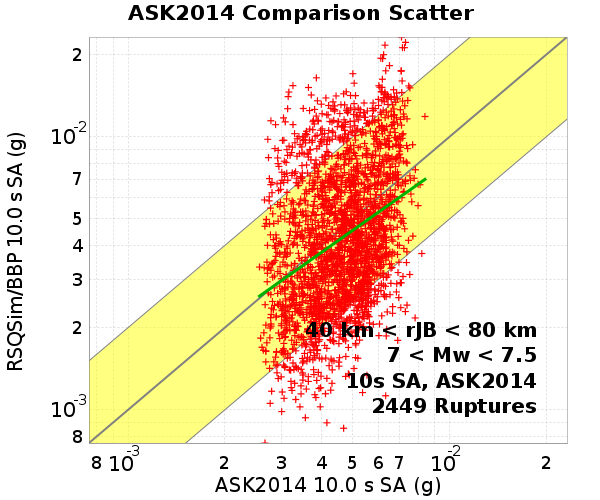 ASK2014 Comparison Scatter
RSQSim/BBP 10.0 s SA (g)
2
10-2
7
5
4
3
2
10-3
8
40 km < rJB < 80 km
7 < Mw < 7.5
10s SA, ASK2014
2449 Ruptures
8 10-3 2 3 4 5 6 7 10-2 2
ASK2014 10.0 s SA (g)